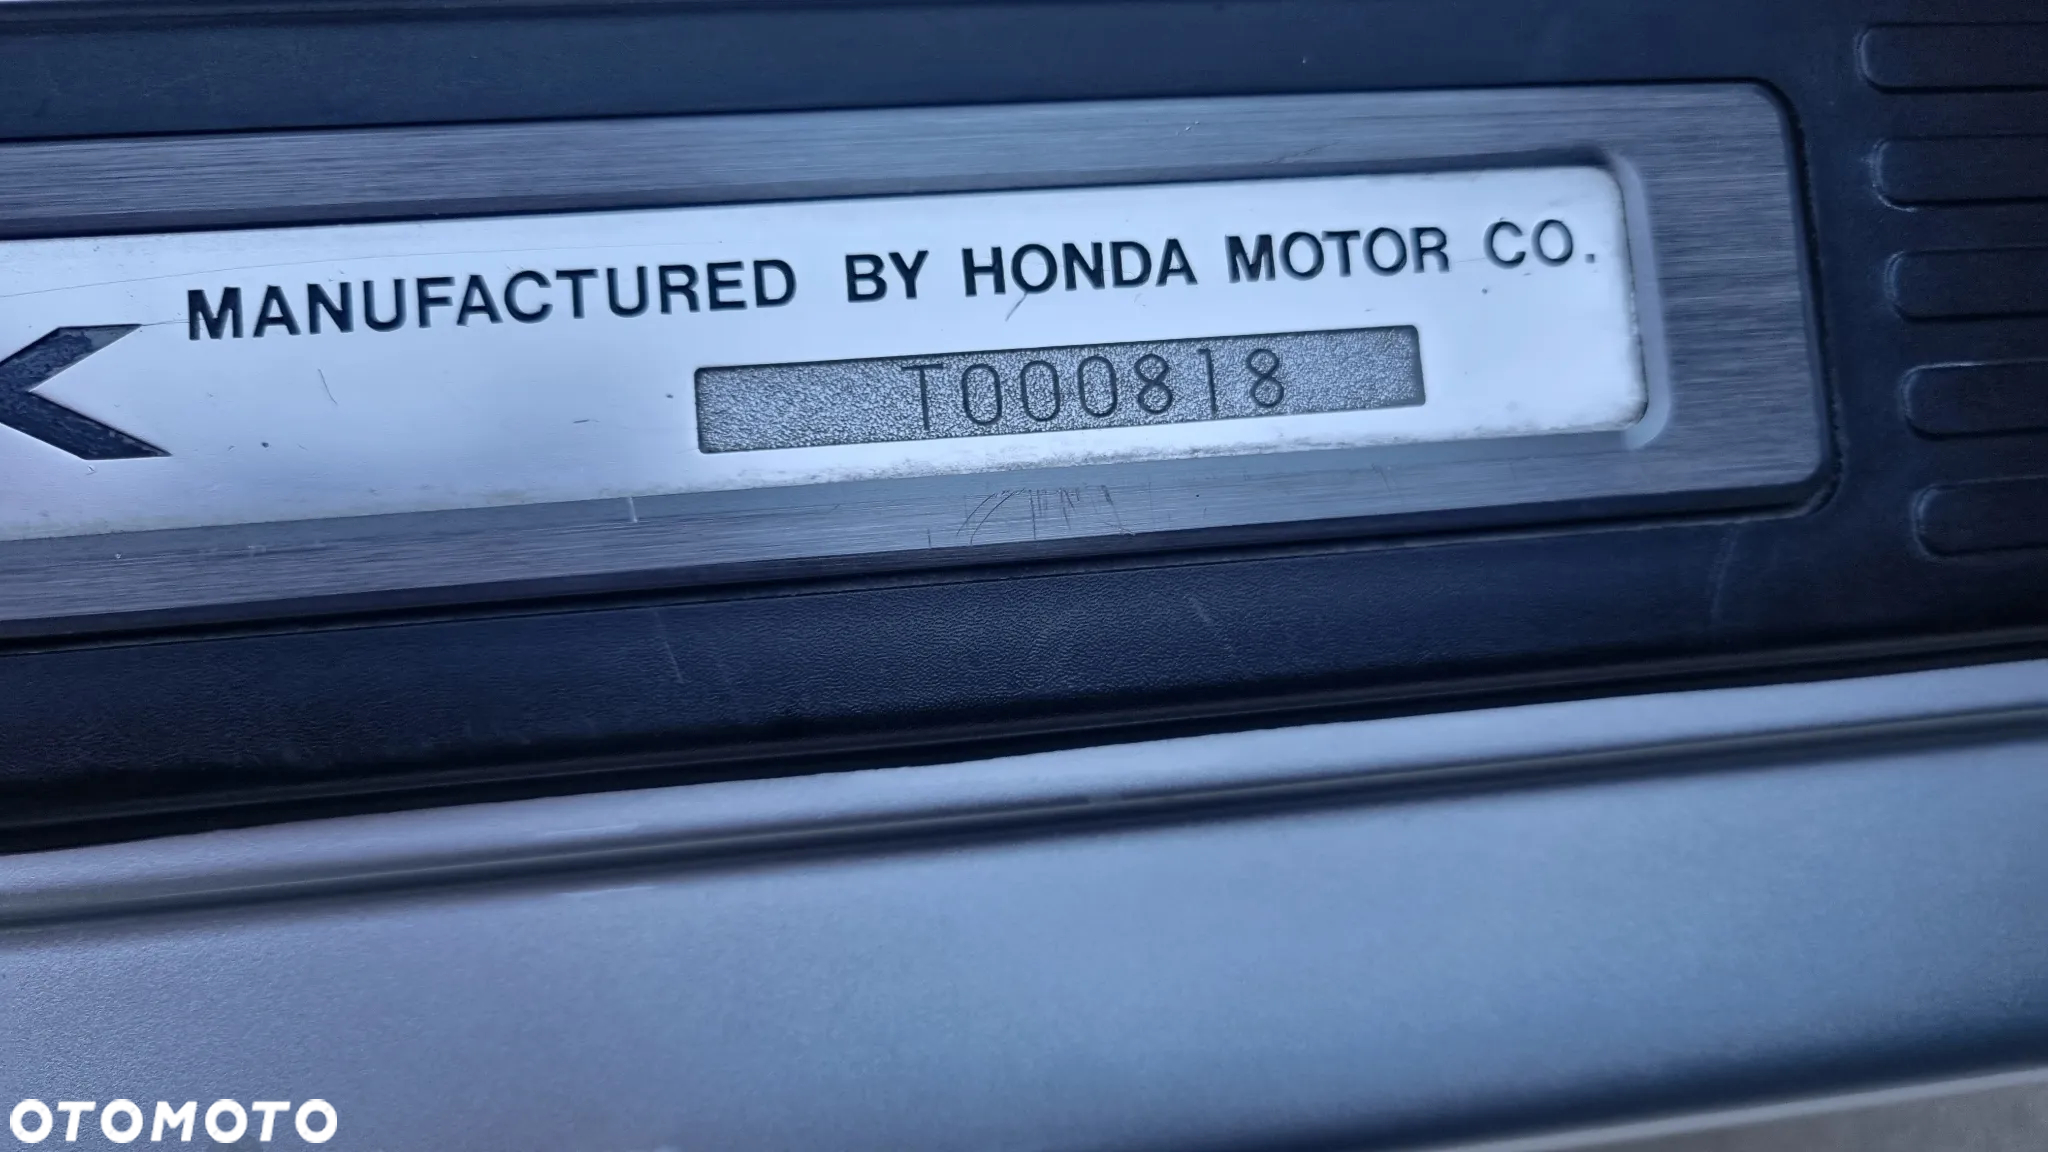 MANUFACTURED BY HONDA MOTOR CO.
T000818
OTOMOTO